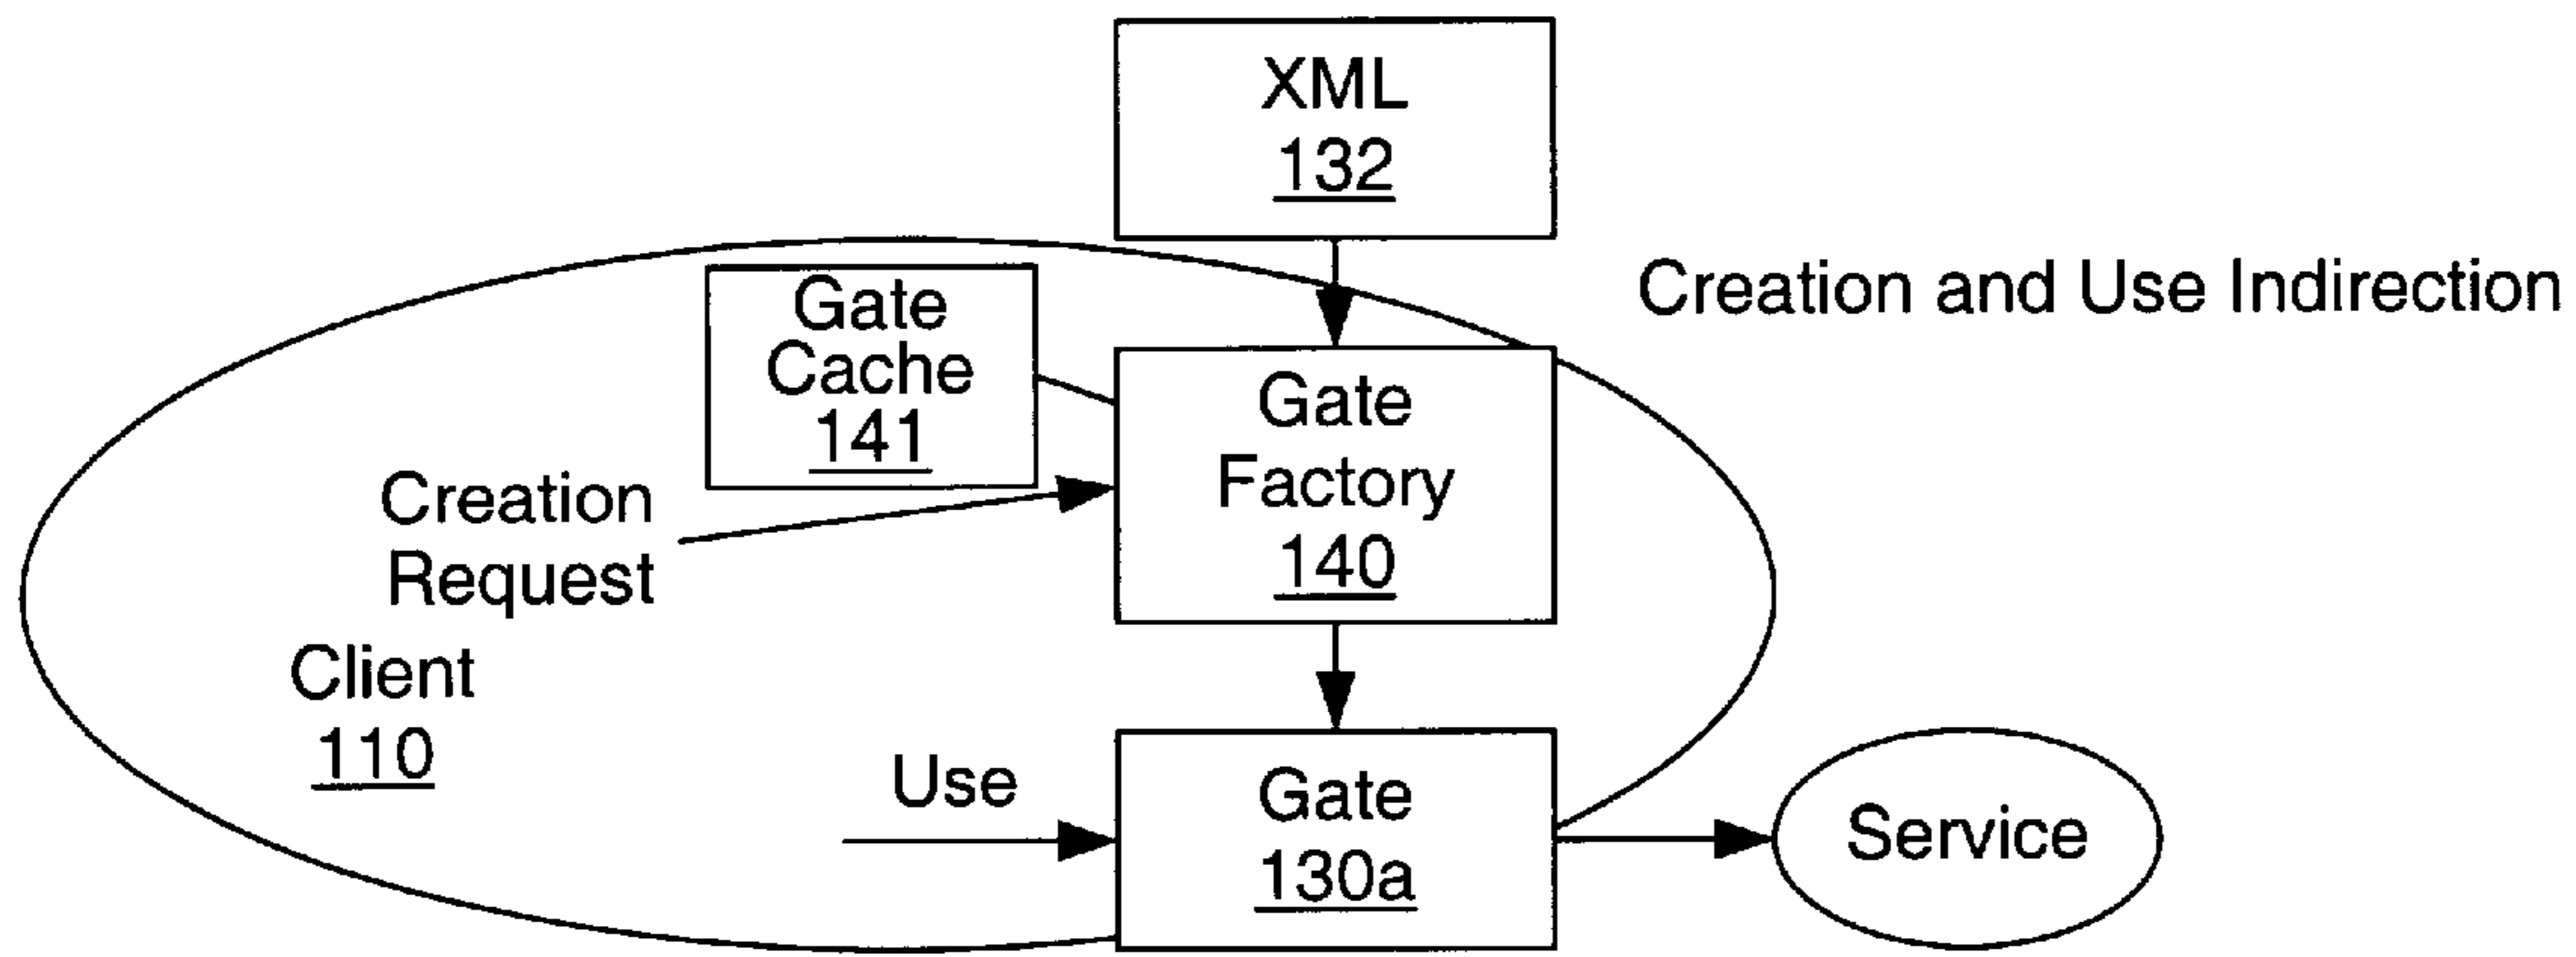 XML
132
Creation and Use Indirection
Gate
Cache
141
Gate
Factory
140
Creation
Request
Client
110
Use
Gate
130a
Service